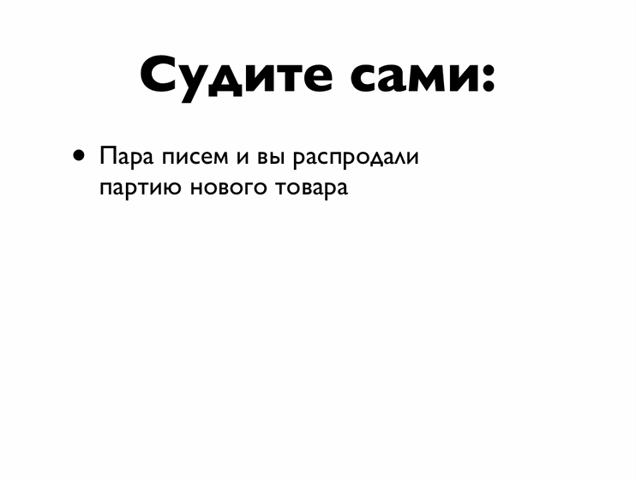 Судите сами:
• Пара писем и вы распродали
партию нового товара